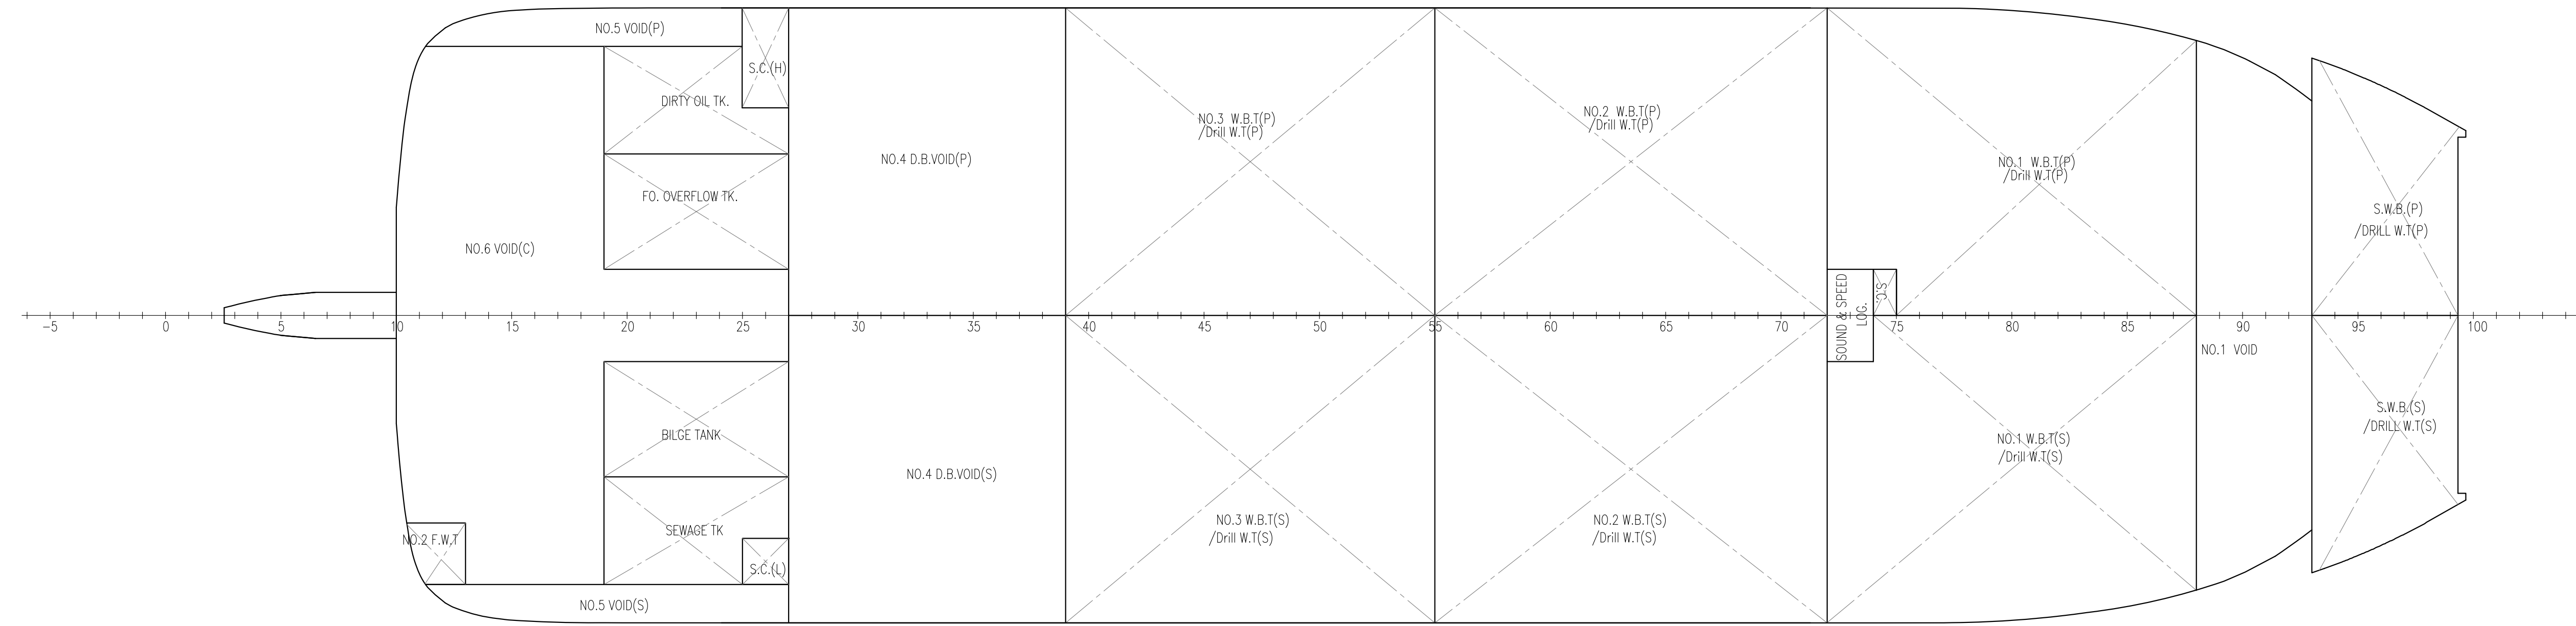 NO.5 VOID(P)
S.C.(H)
DIRTY OIL TK.
FO. OVERFLOW TK.
NO.6 VOID(C)
NO.4 D.B.VOID(P)
NO.3 W.B.T(P)
/Drill W.T(P)
NO.2 W.B.T(P)
/Drill W.T(P)
NO.1 W.B.T(P)
/Drill W.T(P)
S.W.B.(P)
/DRILL W.T(P)
SOUND & SPEED
LOG.
S.C.
-5 0 5 10 15 20 25 30 35 40 45 50 55 60 65 70 75 80 85 90 95 100
NO.1 VOID
BILGE TANK
SEWAGE TK
NO.2 F.W.T
S.C.(L)
NO.5 VOID(S)
NO.4 D.B.VOID(S)
NO.3 W.B.T(S)
/Drill W.T(S)
NO.2 W.B.T(S)
/Drill W.T(S)
NO.1 W.B.T(S)
/Drill W.T(S)
S.W.B.(S)
/DRILL W.T(S)